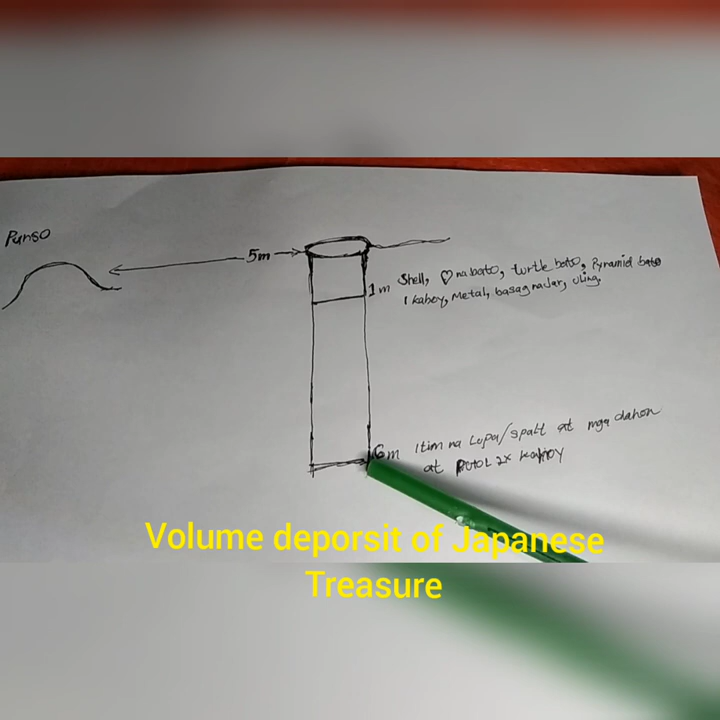 Punso
5m
1m
Shell, ♡ na bato, turtle bato, Pyramid bato
1 kahoy, Metal, basag na Jar, uling.
6m
Itim na Lupa/spalt at mga dahon
at Putol 2x kahoy
Volume deporsit of Japanese
Treasure